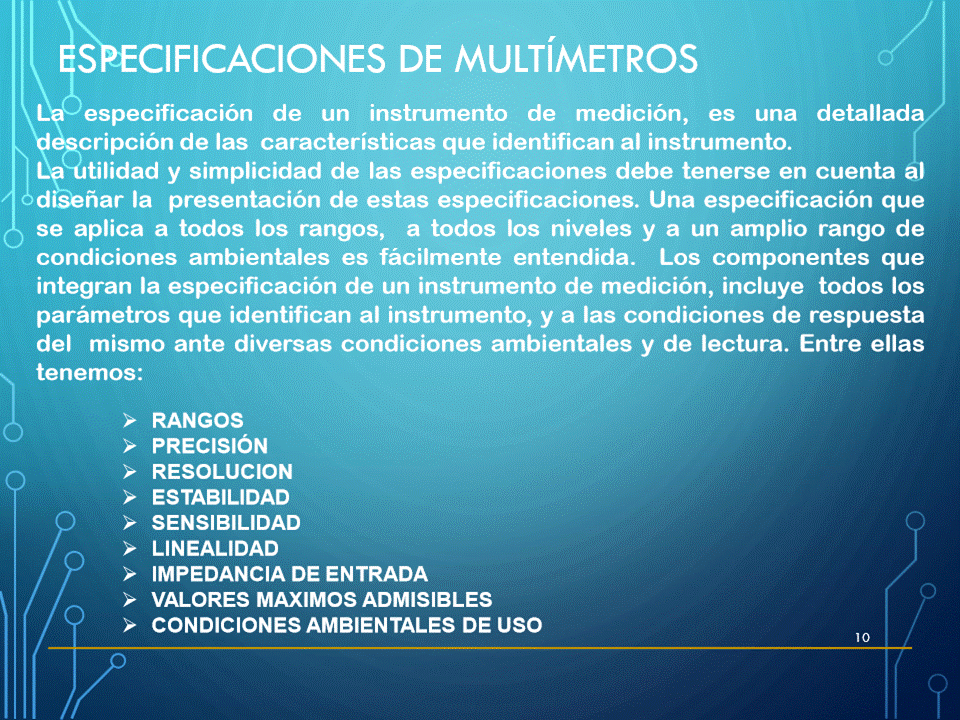 ESPECIFICACIONES DE MULTÍMETROS
La especificación de un instrumento de medición, es una detallada
descripción de las características que identifican al instrumento.
La utilidad y simplicidad de las especificaciones debe tenerse en cuenta al
diseñar la presentación de estas especificaciones. Una especificación que
se aplica a todos los rangos, a todos los niveles y a un amplio rango de
condiciones ambientales es fácilmente entendida. Los componentes que
integran la especificación de un instrumento de medición, incluye todos los
parámetros que identifican al instrumento, y a las condiciones de respuesta
del mismo ante diversas condiciones ambientales y de lectura. Entre ellas
tenemos:
➢ RANGOS
➢ PRECISIÓN
➢ RESOLUCION
➢ ESTABILIDAD
➢ SENSIBILIDAD
➢ LINEALIDAD
➢ IMPEDANCIA DE ENTRADA
➢ VALORES MAXIMOS ADMISIBLES
➢ CONDICIONES AMBIENTALES DE USO
10